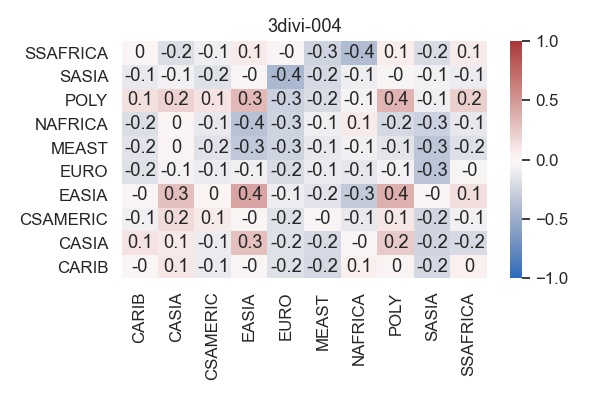 3divi-004
SSAFRICA 0 -0.2 -0.1 0.1 -0 -0.3 -0.4 0.1 -0.2 0.1
SASIA -0.1 -0.1 -0.2 -0 -0.4 -0.2 -0.1 -0 -0.1 -0.1
POLY 0.1 0.2 0.1 0.3 -0.3 -0.2 -0.1 0.4 -0.1 0.2
NAFRICA -0.2 0 -0.1 -0.4 -0.3 -0.1 0.1 -0.2 -0.3 -0.1
MEAST -0.2 0 -0.2 -0.3 -0.3 -0.1 -0.1 -0.1 -0.3 -0.2
EURO -0.2 -0.1 -0.1 -0.1 -0.2 -0.1 -0.1 -0.1 -0.3 -0
EASIA -0 0.3 0 0.4 -0.1 -0.2 -0.3 0.4 -0 0.1
CSAMERIC -0.1 0.2 0.1 -0 -0.2 -0 -0.1 0.1 -0.2 -0.1
CASIA 0.1 0.1 -0.1 0.3 -0.2 -0.2 -0 0.2 -0.2 -0.2
CARIB -0 0.1 -0.1 -0 -0.2 -0.2 0.1 0 -0.2 0
CARIB CASIA CSAMERIC EASIA EURO MEAST NAFRICA POLY SASIA SSAFRICA
1.0
0.5
0.0
−0.5
−1.0